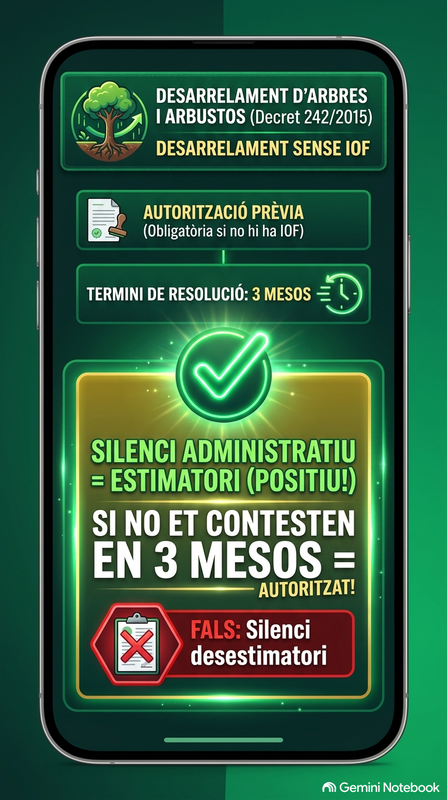 DESARRELAMENT D'ARBRES
I ARBUSTOS (Decret 242/2015)
DESARRELAMENT SENSE IOF
AUTORITZACIÓ PRÈVIA
(Obligatòria si no hi ha IOF)
TERMINI DE RESOLUCIÓ: 3 MESOS
SILENCI ADMINISTRATIU
= ESTIMATORI (POSITIU!)
SI NO ET CONTESTEN
EN 3 MESOS =
AUTORITZAT!
FALS: Silenci
desestimatori
Gemini Notebook